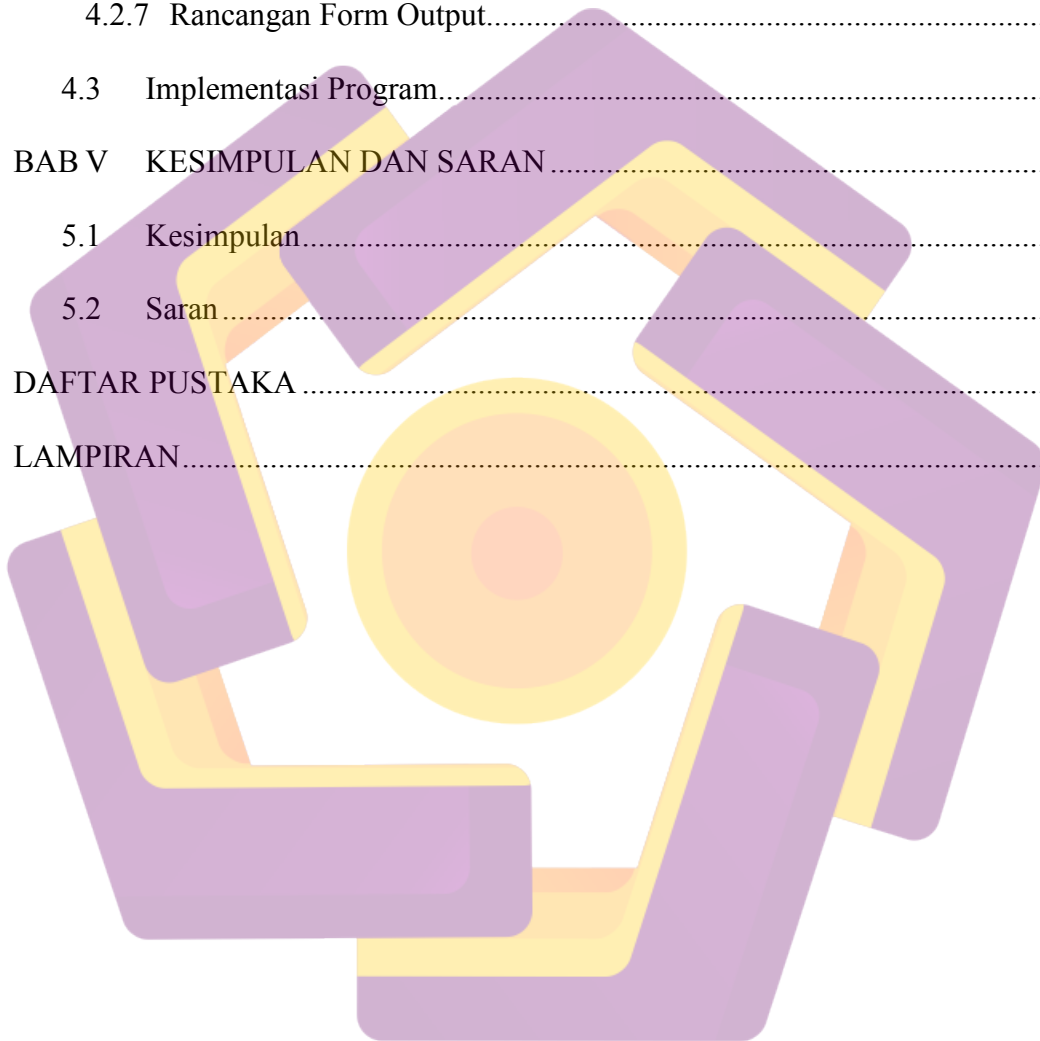 4.2.7 Rancangan Form Output....................................................................
4.3 Implementasi Program.............................................................................
BAB V KESIMPULAN DAN SARAN ..............................................................
5.1 Kesimpulan...............................................................................................
5.2 Saran ........................................................................................................
DAFTAR PUSTAKA ..............................................................................................
LAMPIRAN.............................................................................................................